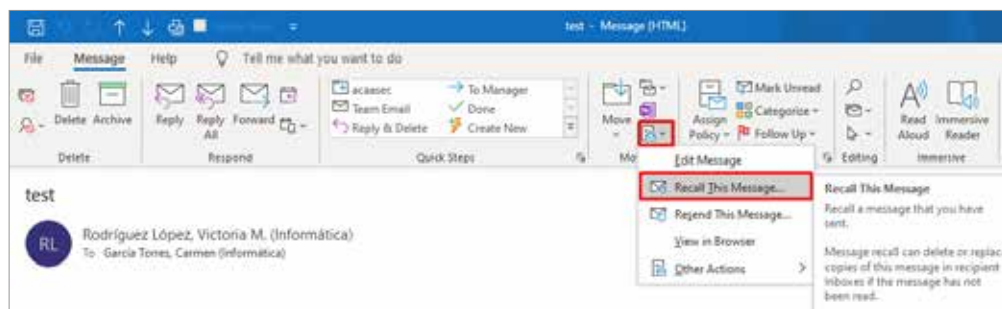 test - Message (HTML)
File Message Help Tell me what you want to do
Delete Archive
Reply Reply All Forward
acaasec To Manager
Team Email Done
Reply & Delete Create New
Move
Assign Policy
Mark Unread
Categorize
Follow Up
Read Aloud Immersive Reader
Delete Respond Quick Steps Mo Editing Immersive
Edit Message
Recall This Message...
Resend This Message...
View in Browser
Other Actions
Recall This Message
Recall a message that you have
sent.
Message recall can delete or replac
copies of this message in recipient
Inboxes if the message has not
been read.
test
RL
Rodríguez López, Victoria M. (Informática)
To García Torres, Carmen (Informática)